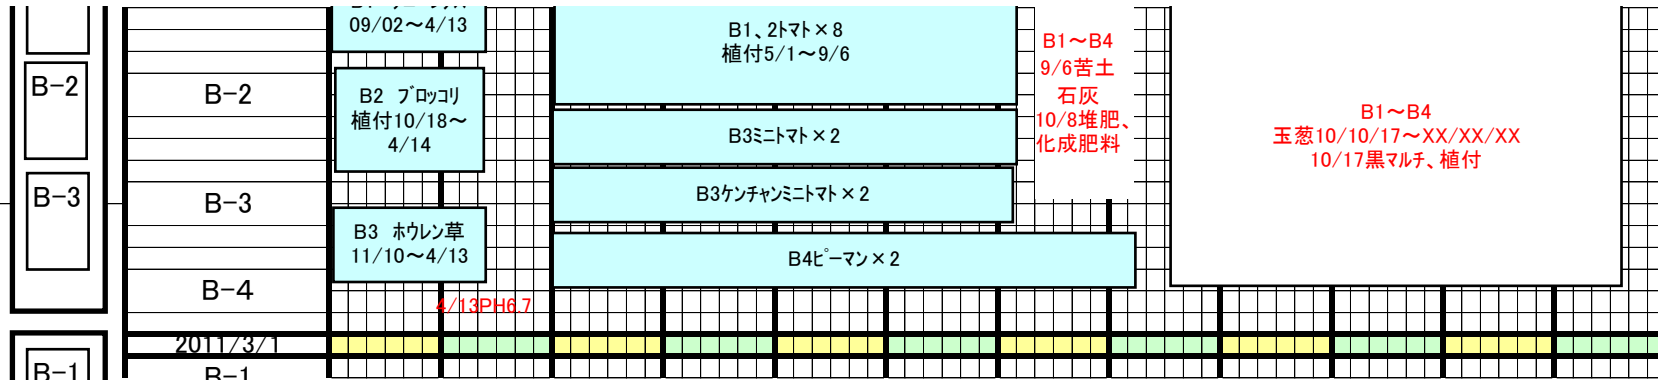 09/02～4/13
B1、2トマト×8
植付5/1～9/6
B1～B4
9/6苦土
石灰
10/8堆肥、
化成肥料
B-2
B-2
B2 ブロッコリ
植付10/18～
4/14
B3ミニトマト×2
B1～B4
玉葱10/10/17～XX/XX/XX
10/17黒マルチ、植付
B-3
B-3
B3ケンチャンミニトマト×2
B3 ホウレン草
11/10～4/13
B4ピーマン×2
B-4
4/13PH6.7
2011/3/1
B-1
B-1